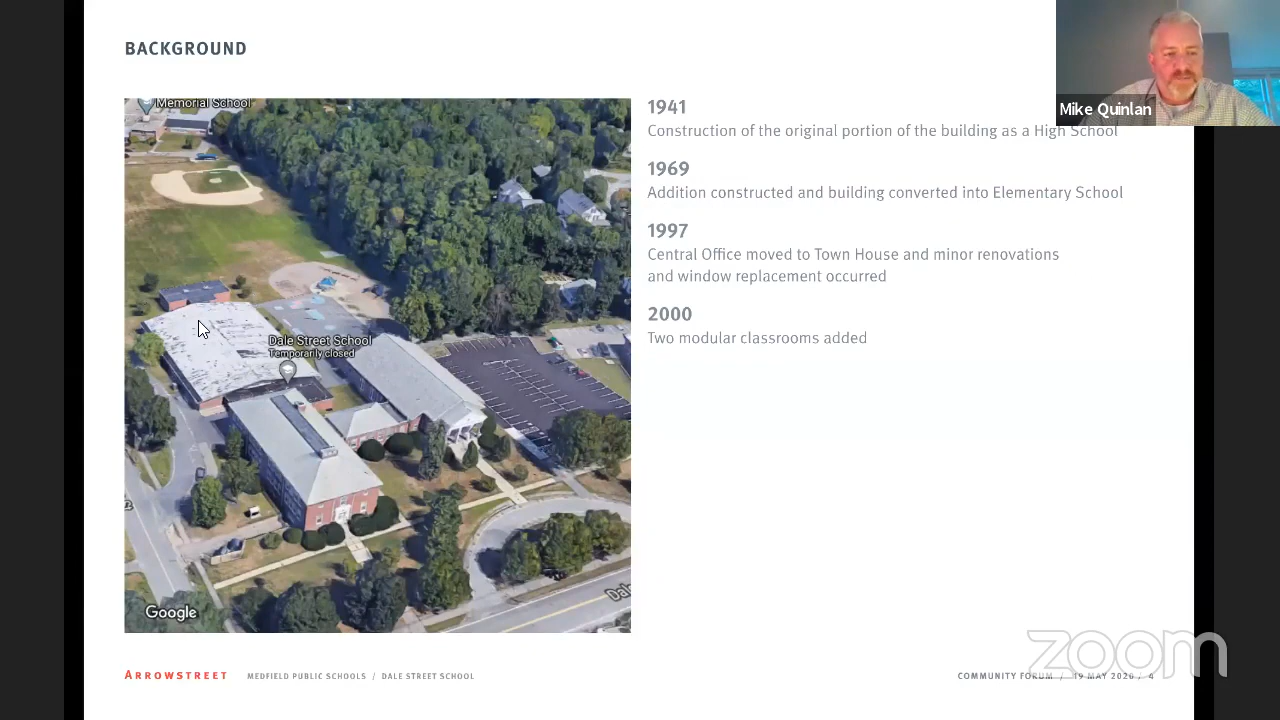 BACKGROUND
Mike Quinlan
Memorial School
Dale Street School
Temporarily closed
Google
1941
Construction of the original portion of the building as a High School
1969
Addition constructed and building converted into Elementary School
1997
Central Office moved to Town House and minor renovations
and window replacement occurred
2000
Two modular classrooms added
zoom
ARROWSTREET
MEDFIELD PUBLIC SCHOOLS / DALE STREET SCHOOL
COMMUNITY FORUM / 19 MAY 2020 / 4